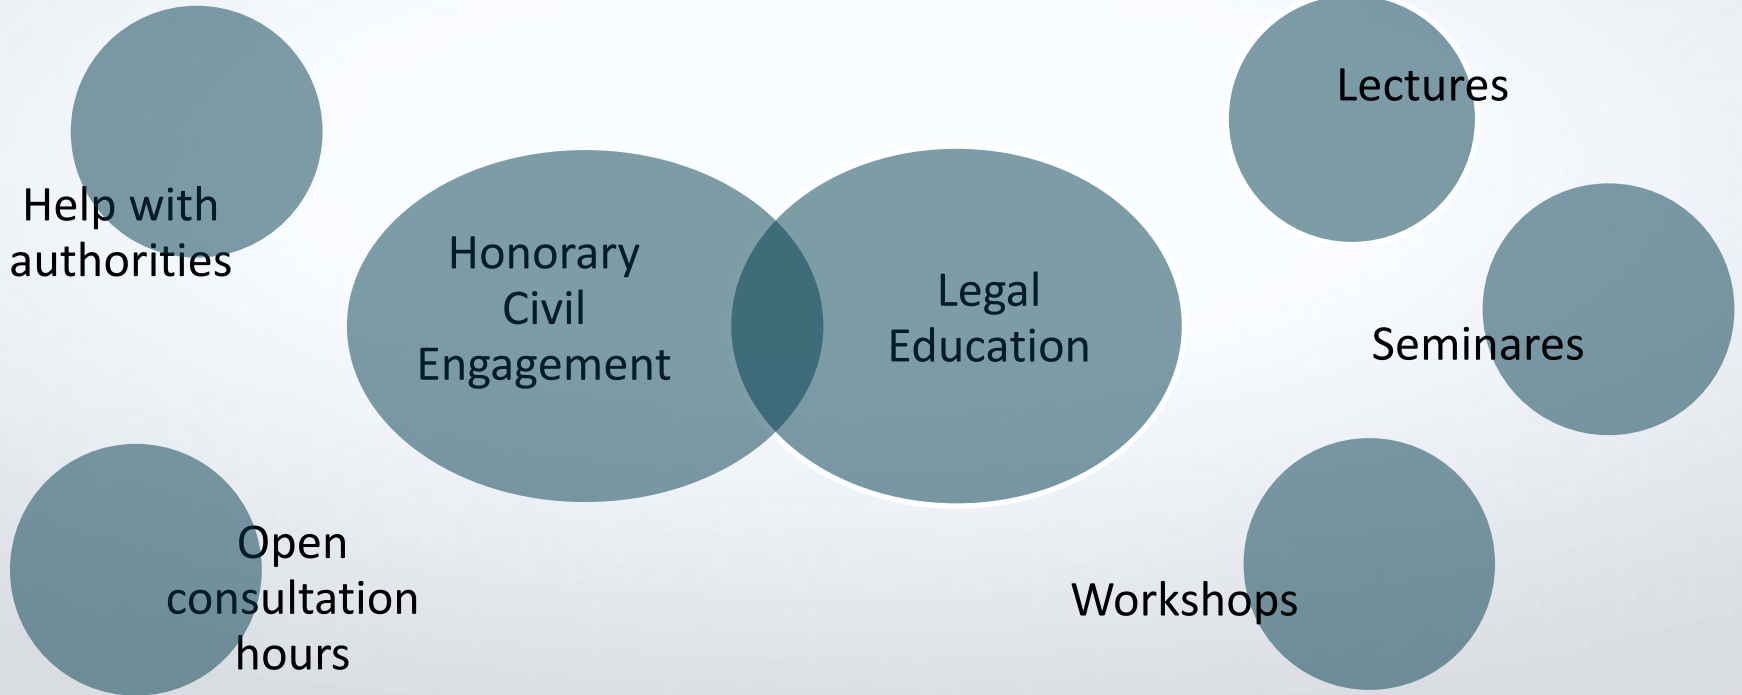 Help with
authorities
Open
consultation
hours
Honorary
Civil
Engagement
Legal
Education
Lectures
Seminares
Workshops